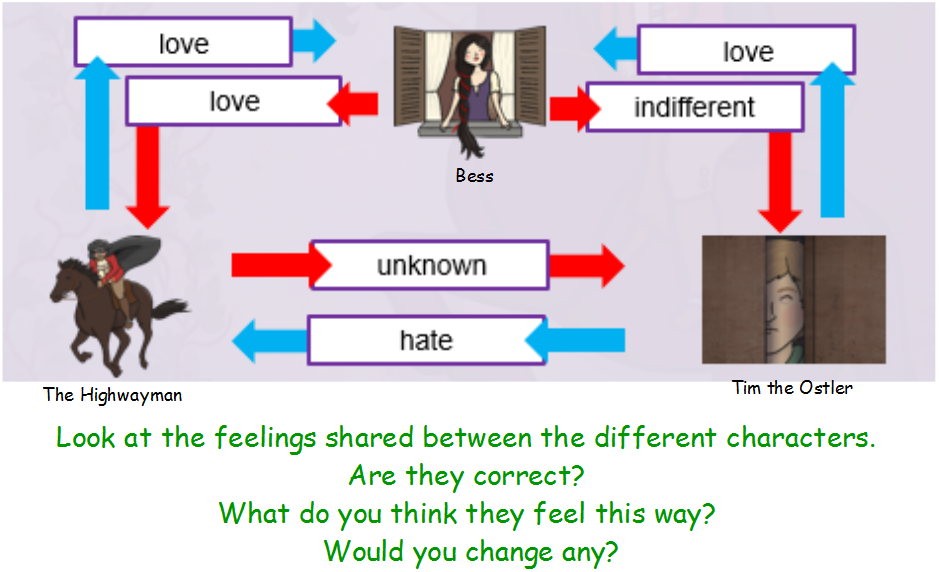 love
love
love
indifferent
Bess
unknown
hate
The Highwayman
Tim the Ostler
Look at the feelings shared between the different characters.
Are they correct?
What do you think they feel this way?
Would you change any?